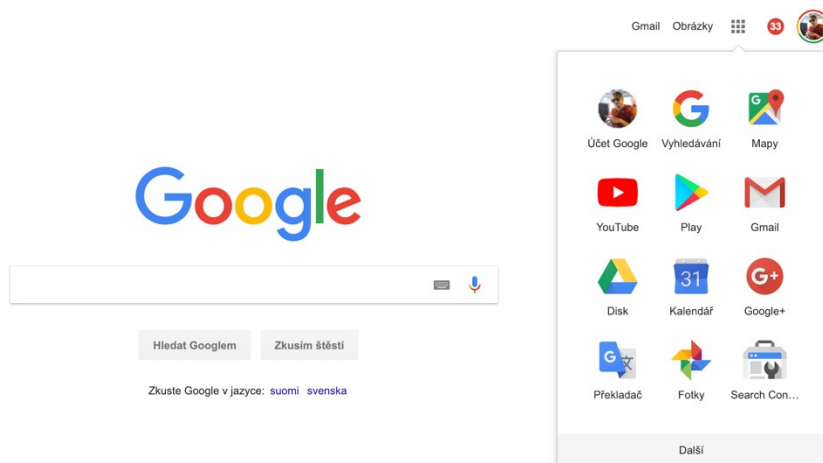 Gmail Obrázky 33
Google
Hledat Googlem Zkusím štěstí
Zkuste Google v jazyce: suomi svenska
G
Účet Google Vyhledávání Mapy
YouTube Play Gmail
31 G+
Disk Kalendář Google+
G 文
Překladač Fotky Search Con...
Další